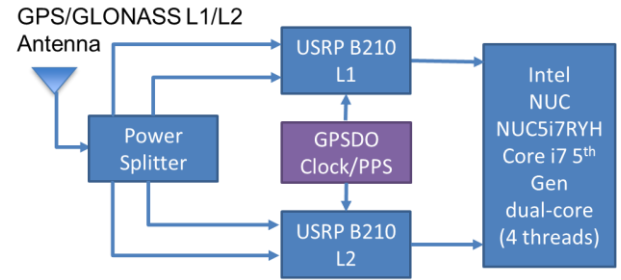 GPS/GLONASS L1/L2
Antenna
Power
Splitter
USRP B210
L1
GPSDO
Clock/PPS
USRP B210
L2
Intel
NUC
NUC5i7RYH
Core i7 5th
Gen
dual-core
(4 threads)